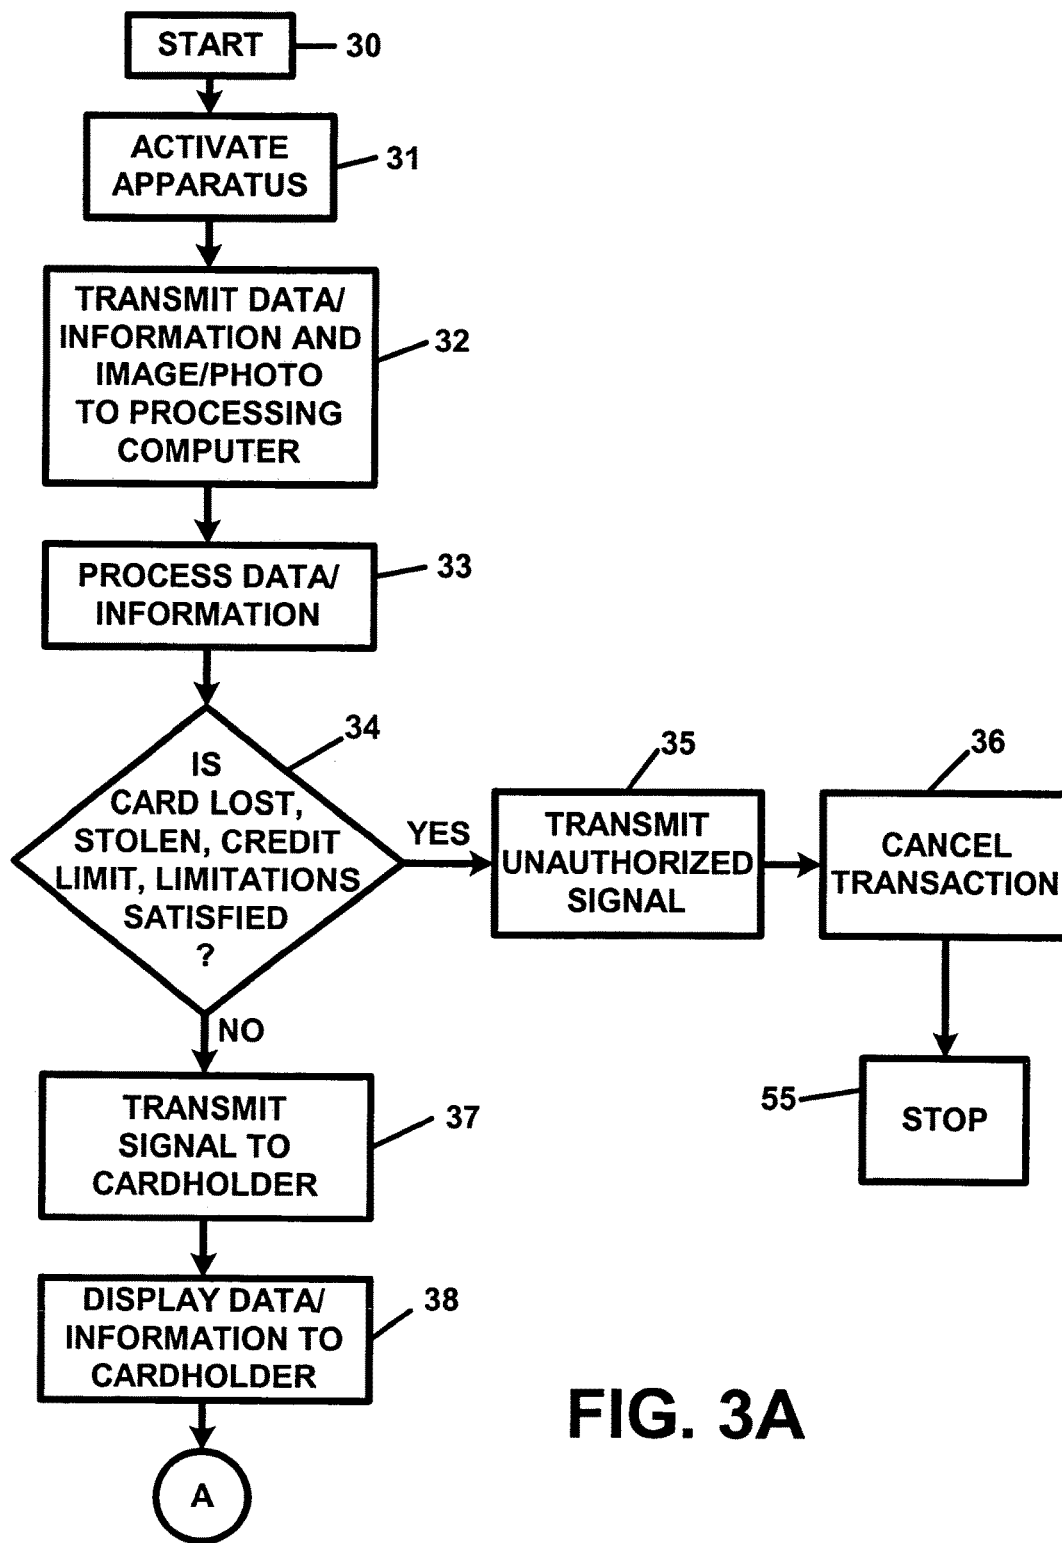 START
30
ACTIVATE
APPARATUS
31
TRANSMIT DATA/
INFORMATION AND
IMAGE/PHOTO
TO PROCESSING
COMPUTER
32
PROCESS DATA/
INFORMATION
33
IS
CARD LOST,
STOLEN, CREDIT
LIMIT, LIMITATIONS
SATISFIED
?
34
YES
TRANSMIT
UNAUTHORIZED
SIGNAL
35
CANCEL
TRANSACTION
36
STOP
55
NO
TRANSMIT
SIGNAL TO
CARDHOLDER
37
DISPLAY DATA/
INFORMATION TO
CARDHOLDER
38
A
FIG. 3A